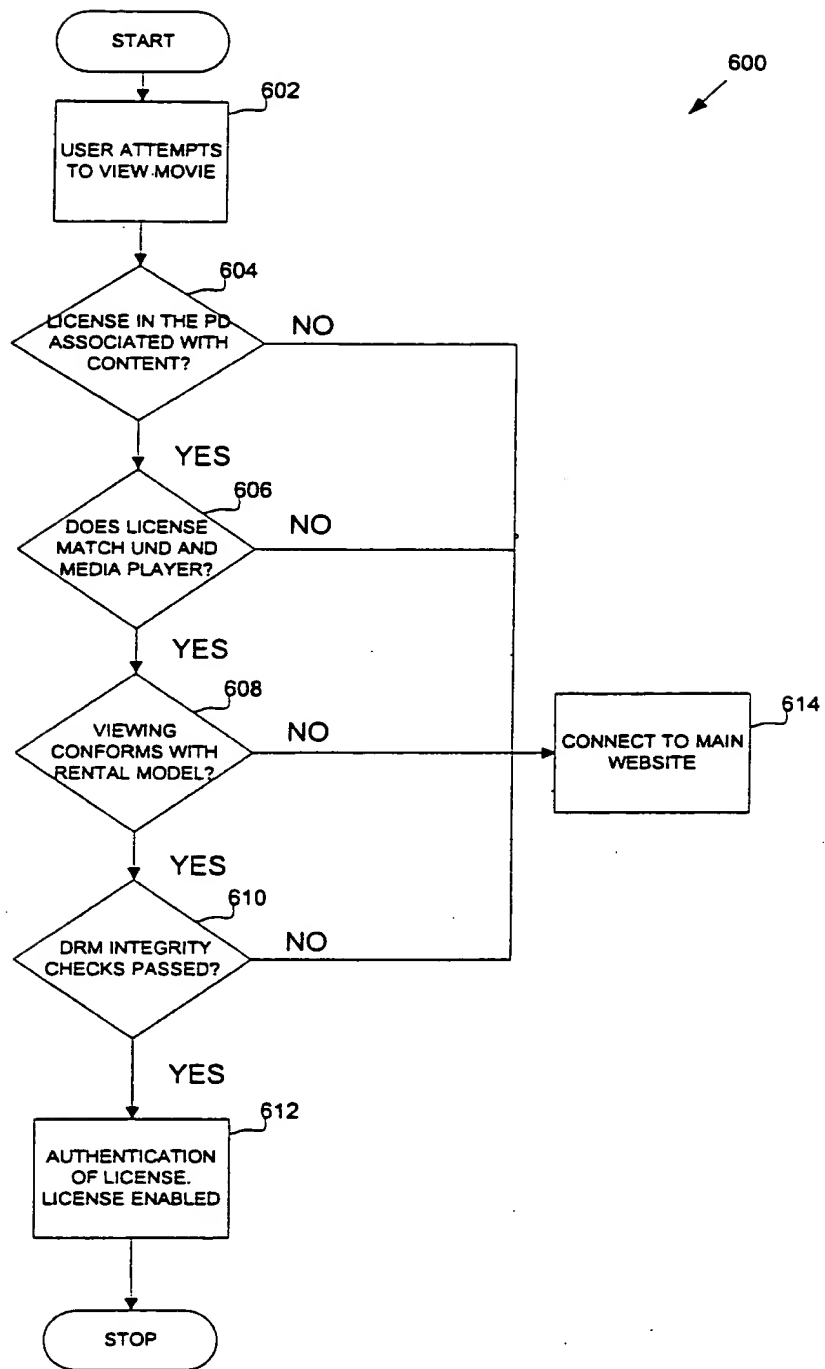 START
600
602
USER ATTEMPTS
TO VIEW MOVIE
604
LICENSE IN THE PD
ASSOCIATED WITH
CONTENT?
NO
YES
606
DOES LICENSE
MATCH UND AND
MEDIA PLAYER?
NO
YES
608
VIEWING
CONFORMS WITH
RENTAL MODEL?
NO
614
CONNECT TO MAIN
WEBSITE
YES
610
DRM INTEGRITY
CHECKS PASSED?
NO
YES
612
AUTHENTICATION
OF LICENSE.
LICENSE ENABLED
STOP